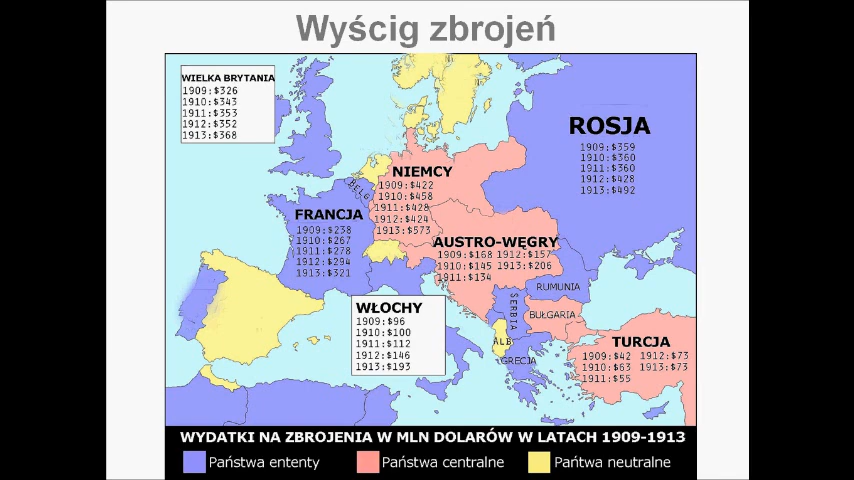 Wyścig zbrojeń
WIELKA BRYTANIA
1909:$326
1910:$343
1911:$353
1912:$352
1913:$368
ROSJA
1909:$359
1910:$360
1911:$360
1912:$428
1913:$492
NIEMCY
1909:$422
1910:$458
1911:$428
1912:$424
1913:$573
BELG
FRANCJA
1909:$238
1910:$267
1911:$278
1912:$294
1913:$321
AUSTRO-WĘGRY
1909:$168 1912:$157
1910:$145 1913:$206
1911:$134
RUMUNIA
SERBIA
BUŁGARIA
WŁOCHY
1909:$96
1910:$100
1911:$112
1912:$146
1913:$193
ALB
GRECJA
TURCJA
1909:$42 1912:$73
1910:$63 1913:$73
1911:$55
WYDATKI NA ZBROJENIA W MLN DOLARÓW W LATACH 1909-1913
Państwa ententy
Państwa centralne
Pańtwa neutralne